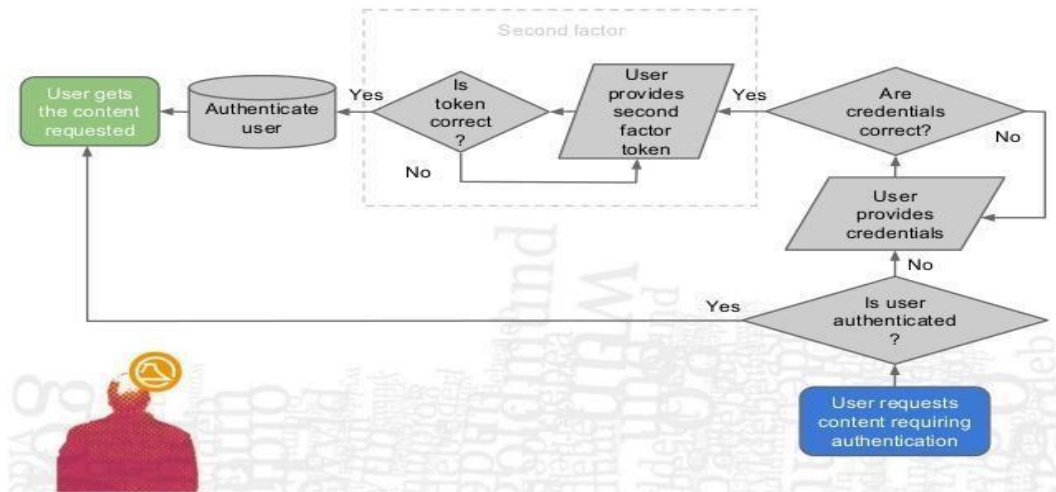 Second factor
User gets
the content
requested
Authenticate
user
Yes
Is
token
correct
?
No
User
provides
second
factor
token
Yes
Are
credentials
correct?
No
User
provides
credentials
No
Yes
Is user
authenticated
?
User requests
content requiring
authentication